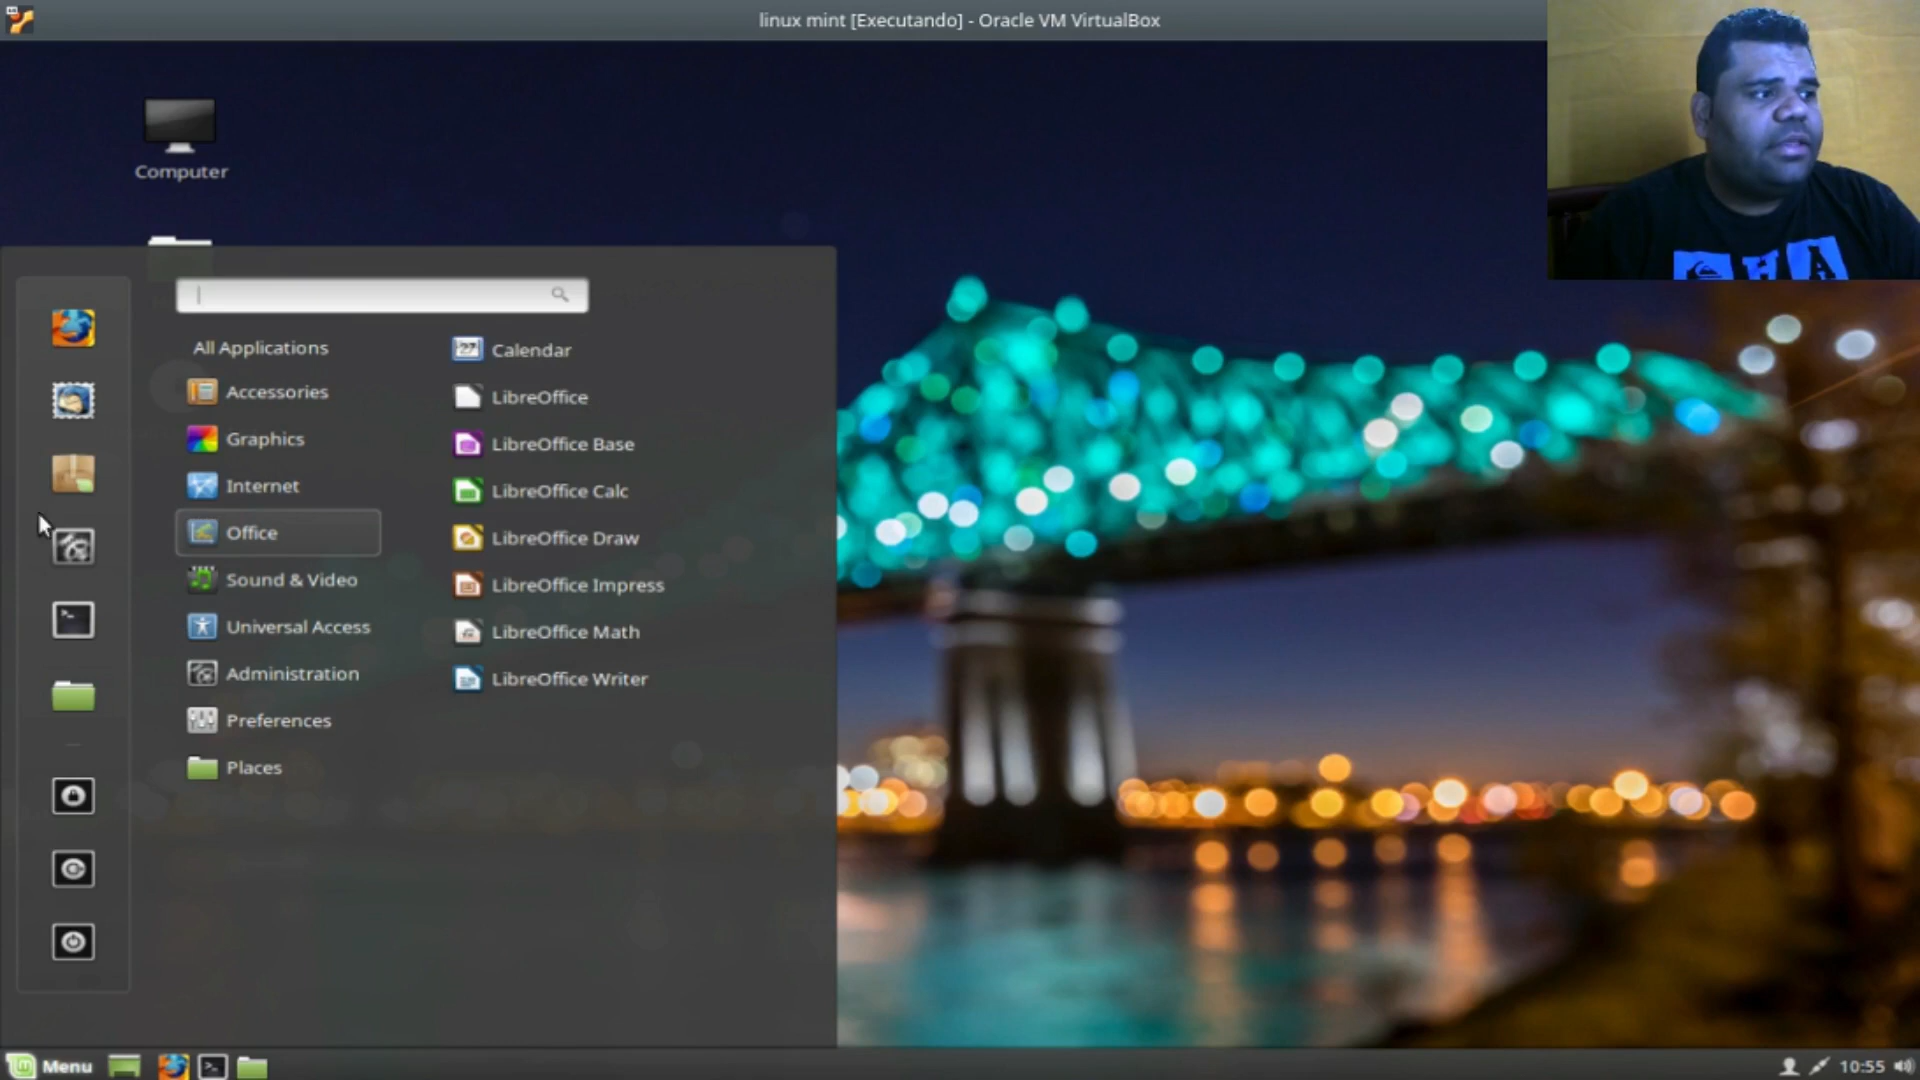 linux mint [Executando] - Oracle VM VirtualBox
Computer
All Applications
Accessories
Graphics
Internet
Office
Sound & Video
Universal Access
Administration
Preferences
Places
Calendar
LibreOffice
LibreOffice Base
LibreOffice Calc
LibreOffice Draw
LibreOffice Impress
LibreOffice Math
LibreOffice Writer
Menu
10:55